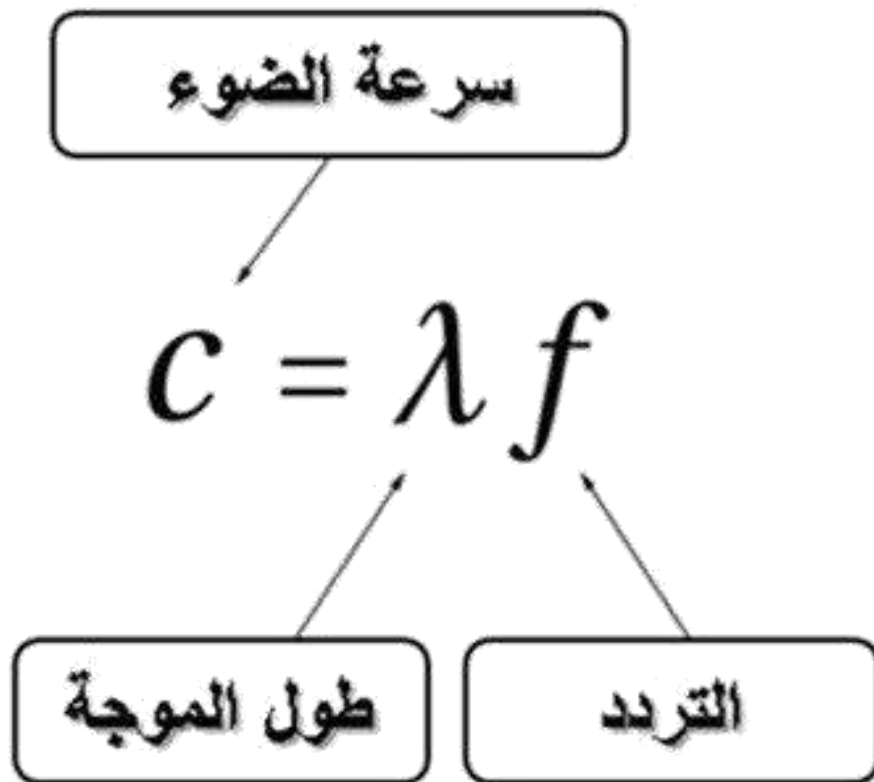 سرعة الضوء
c = λ f
طول الموجة
التردد